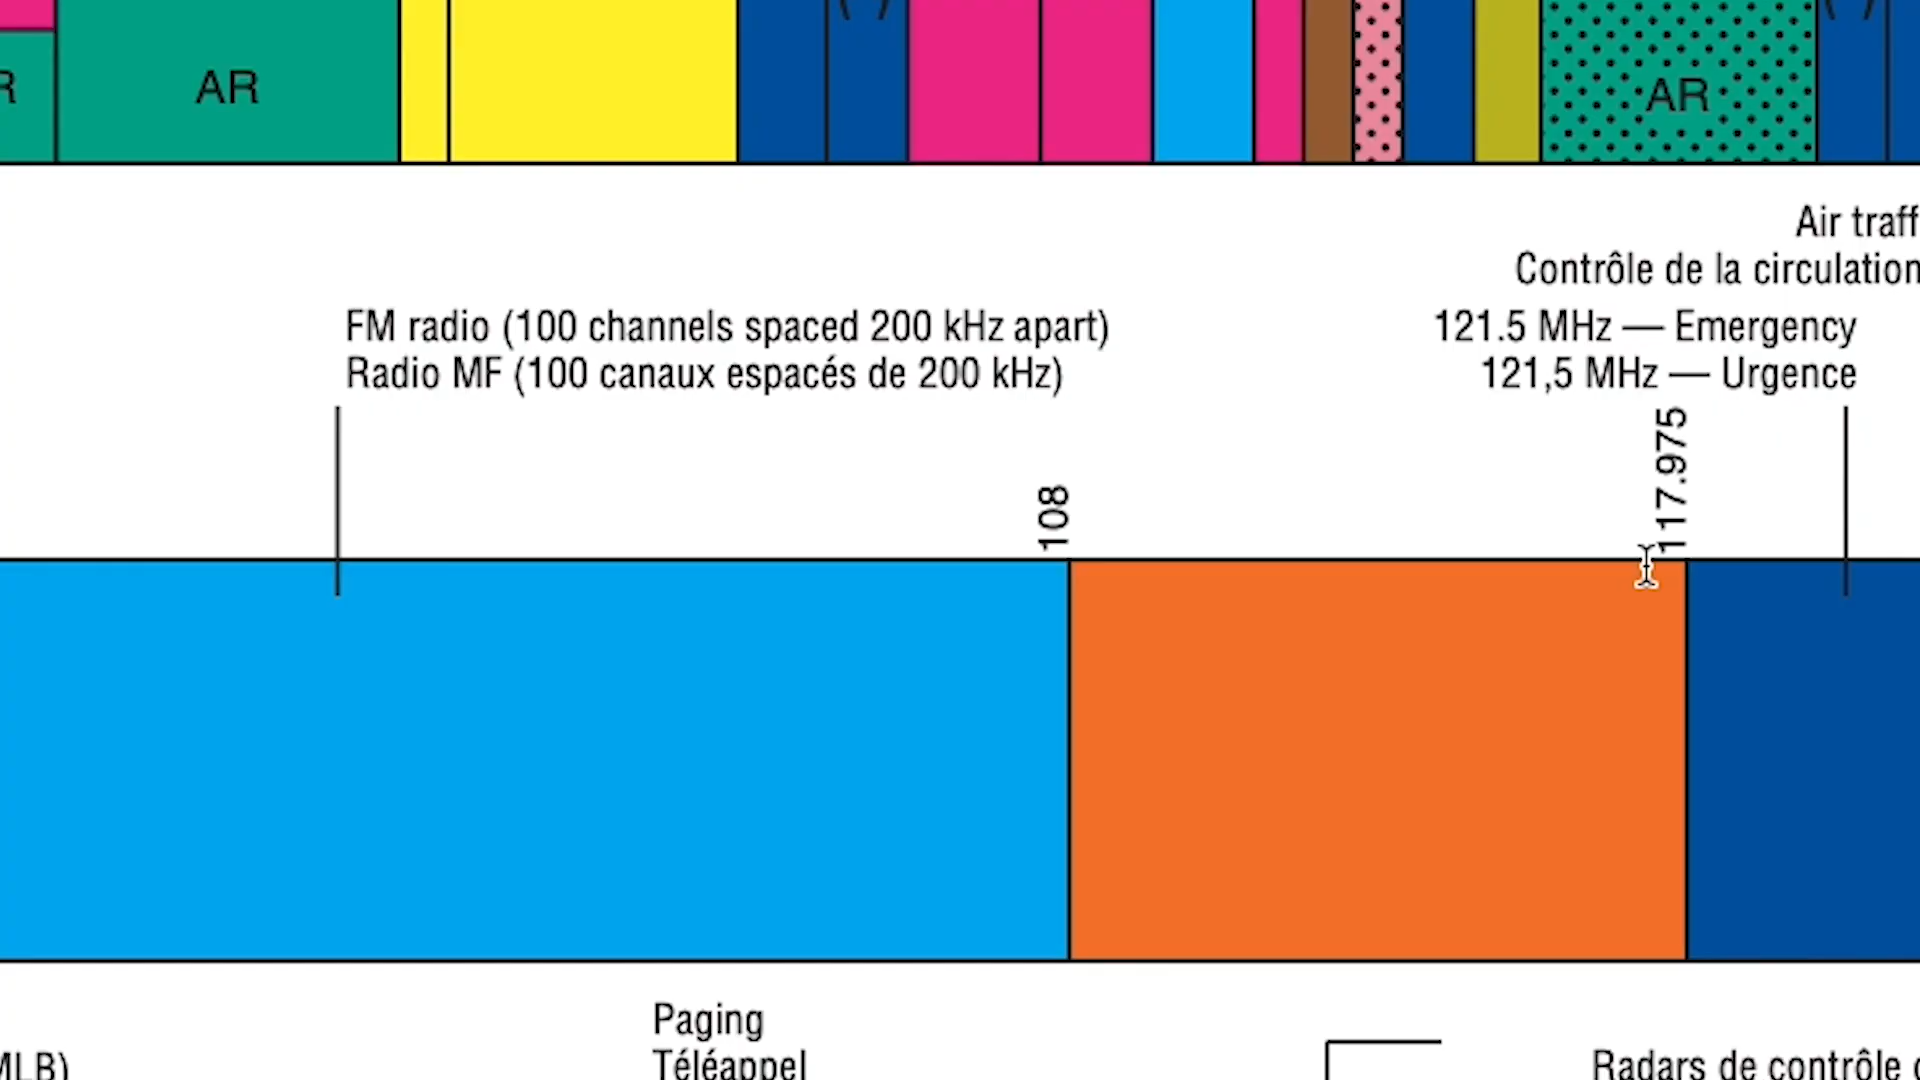 AR
AR
Air traff
Contrôle de la circulation
FM radio (100 channels spaced 200 kHz apart)
Radio MF (100 canaux espacés de 200 kHz)
121.5 MHz — Emergency
121,5 MHz — Urgence
108
117.975
Paging
Téléappel
MLB)
Radars de contrôle